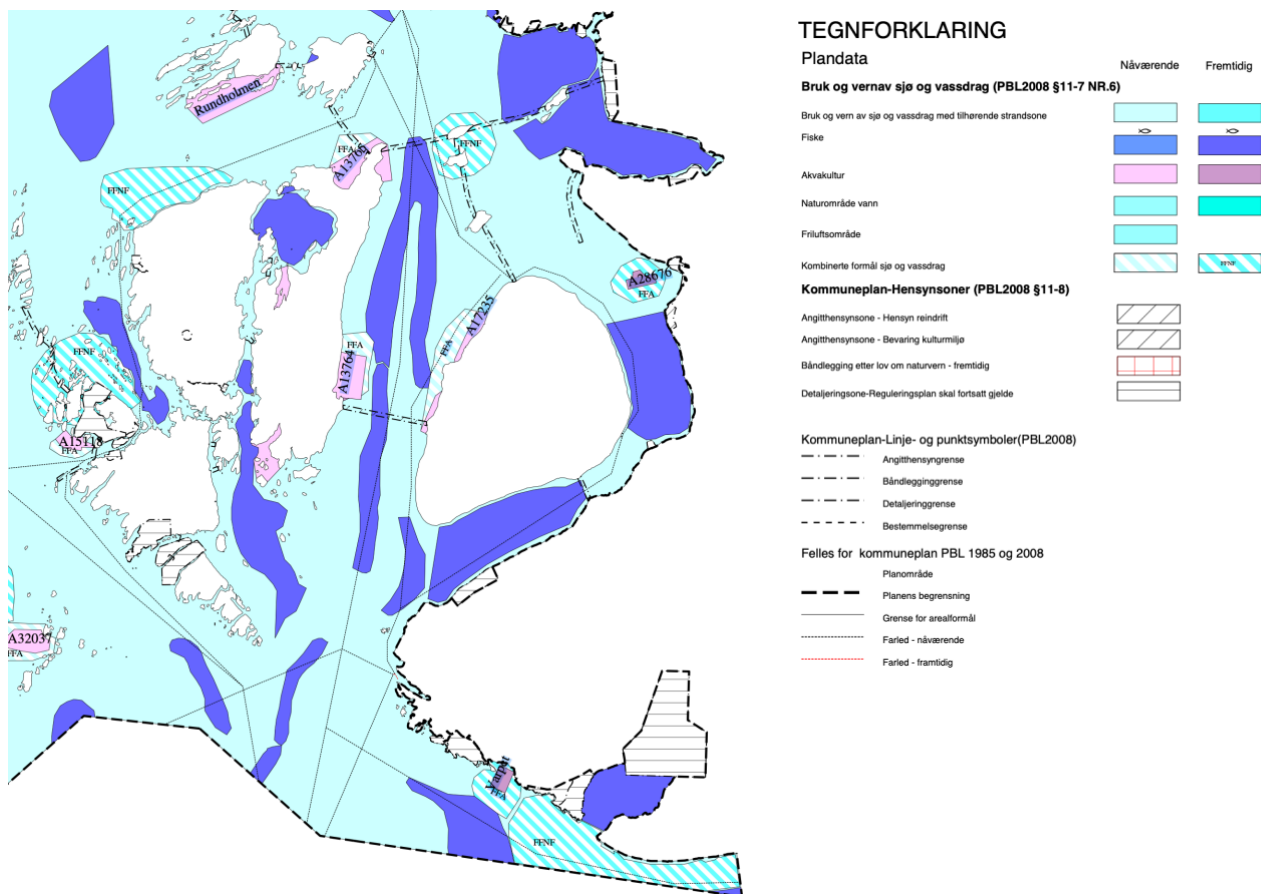 Rundholmen
FFA
A13765
FFNF
FFNF
A28676
FFA
A17235
FFA
FFA
A13764
FFNF
A15118
FFA
A32037
FFA
Yarpat
FFA
FFNF
TEGNFORKLARING
Plandata
Nåværende Fremtidig
Bruk og vernav sjø og vassdrag (PBL2008 §11-7 NR.6)
Bruk og vern av sjø og vassdrag med tilhørende strandsone
Fiske
Akvakultur
Naturområde vann
Friluftsområde
Kombinerte formål sjø og vassdrag FFNF
Kommuneplan-Hensynsoner (PBL2008 §11-8)
Angitthensynsone - Hensyn reindrift
Angitthensynsone - Bevaring kulturmiljø
Båndlegging etter lov om naturvern - fremtidig
Detaljeringsone-Reguleringsplan skal fortsatt gjelde
Kommuneplan-Linje- og punktsymboler(PBL2008)
Angitthensyngrense
Båndlegginggrense
Detaljeringgrense
Bestemmelsegrense
Felles for kommuneplan PBL 1985 og 2008
Planområde
Planens begrensning
Grense for arealformål
Farled - nåværende
Farled - framtidig